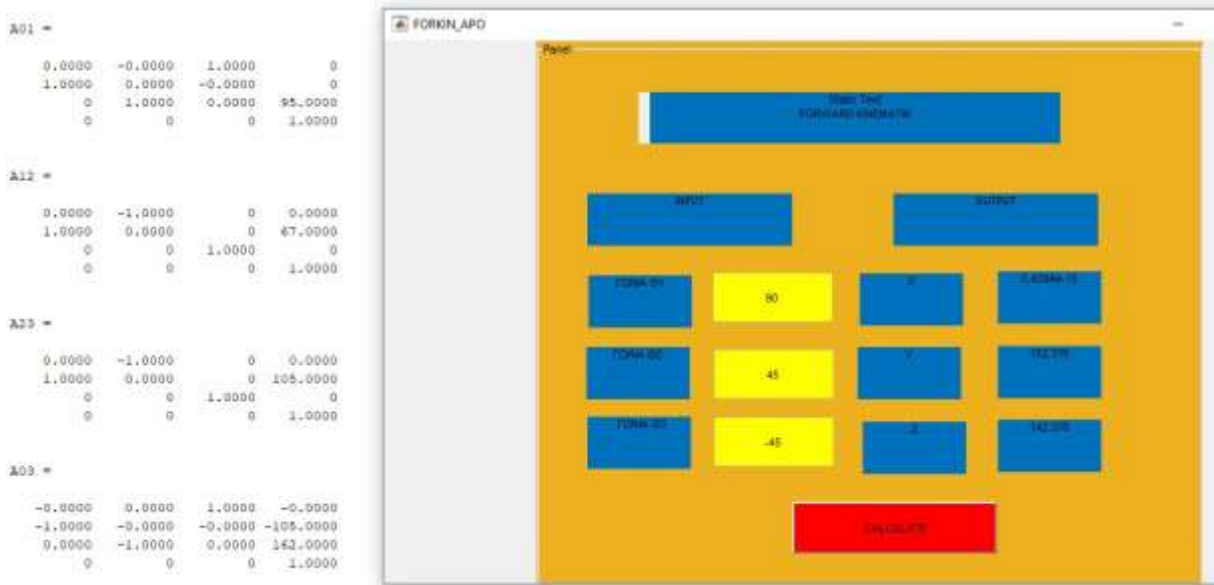 A01 =
0.0000 -0.0000 1.0000 0
1.0000 0.0000 -0.0000 0
0 1.0000 0.0000 95.0000
0 0 0 1.0000
A12 =
0.0000 -1.0000 0 0.0000
1.0000 0.0000 0 67.0000
0 0 1.0000 0
0 0 0 1.0000
A23 =
0.0000 -1.0000 0 0.0000
1.0000 0.0000 0 105.0000
0 0 1.0000 0
0 0 0 1.0000
A03 =
-0.0000 0.0000 1.0000 -0.0000
-1.0000 -0.0000 -0.0000 -105.0000
0.0000 -1.0000 0.0000 162.0000
0 0 0 1.0000
FORKIN_APO
Panel
Static Text
FORWARD KINEMATIK
INPUT OUTPUT
90
45 Y
-45 Z
CALCULATE